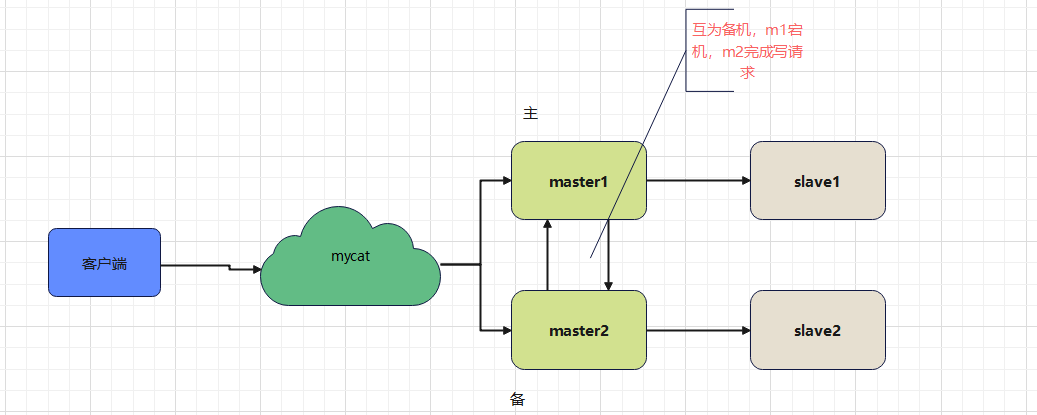 互为备机，m1宕
机，m2完成写请
求
主
master1
slave1
客户端
mycat
master2
slave2
备